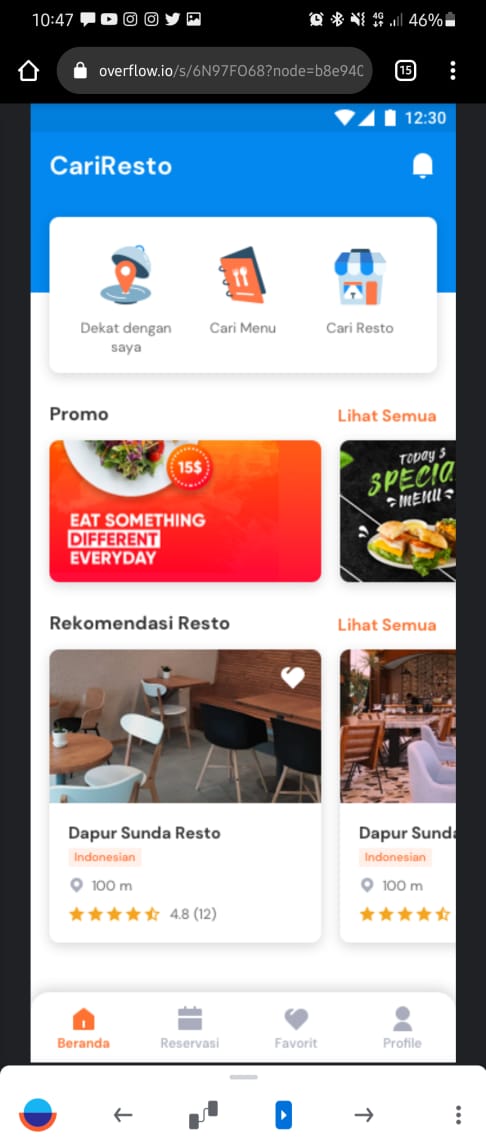 10:47
4G
46%
overflow.io/s/6N97FO68?node=b8e940
15
12:30
CariResto
Dekat dengan
saya
Cari Menu
Cari Resto
Promo
Lihat Semua
15$
EAT SOMETHING
DIFFERENT
EVERYDAY
TODAY'S
SPECIA
MENU
Rekomendasi Resto
Lihat Semua
Dapur Sunda Resto
Indonesian
100 m
4.8 (12)
Dapur Sunda
Indonesian
100 m
Beranda
Reservasi
Favorit
Profile